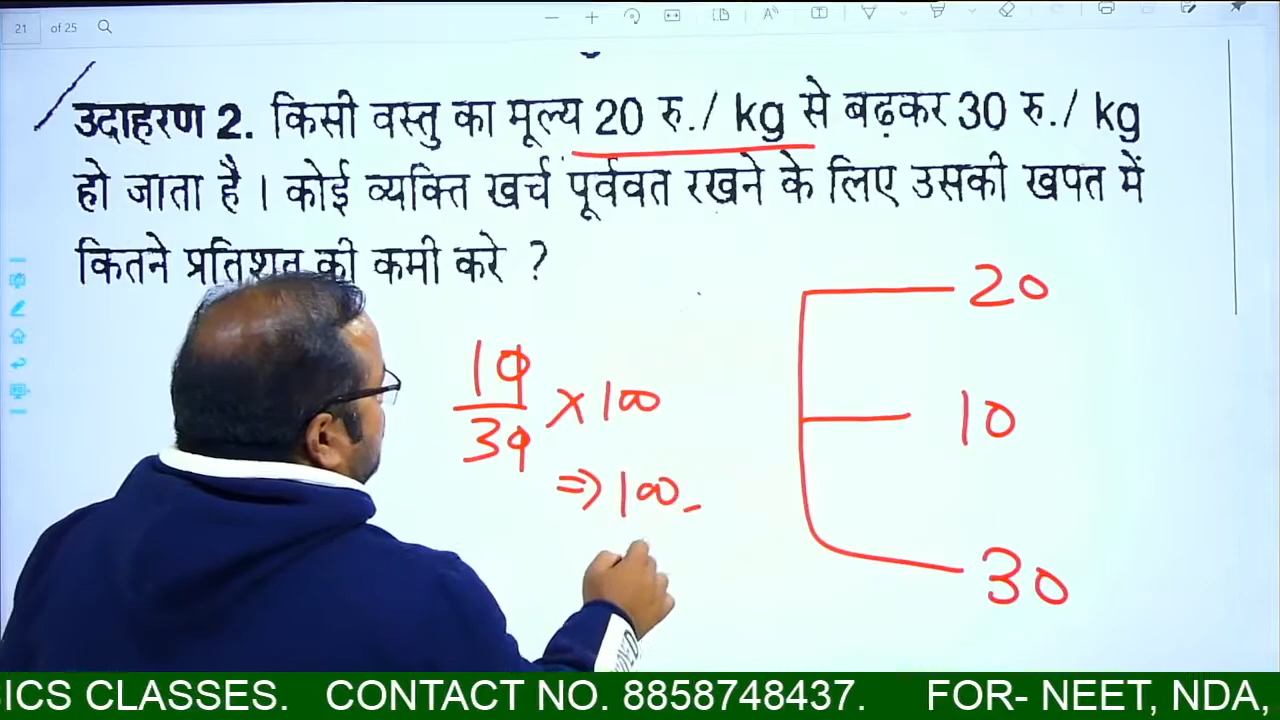 21 of 25
उदाहरण 2. किसी वस्तु का मूल्य 20 रु./ kg से बढ़कर 30 रु./ kg
हो जाता है । कोई व्यक्ति खर्च पूर्ववत रखने के लिए उसकी खपत में
कितने प्रतिशत की कमी करे ?
20
10/30 × 100
10
⇒ 100
30
ICS CLASSES. CONTACT NO. 8858748437. FOR- NEET, NDA,